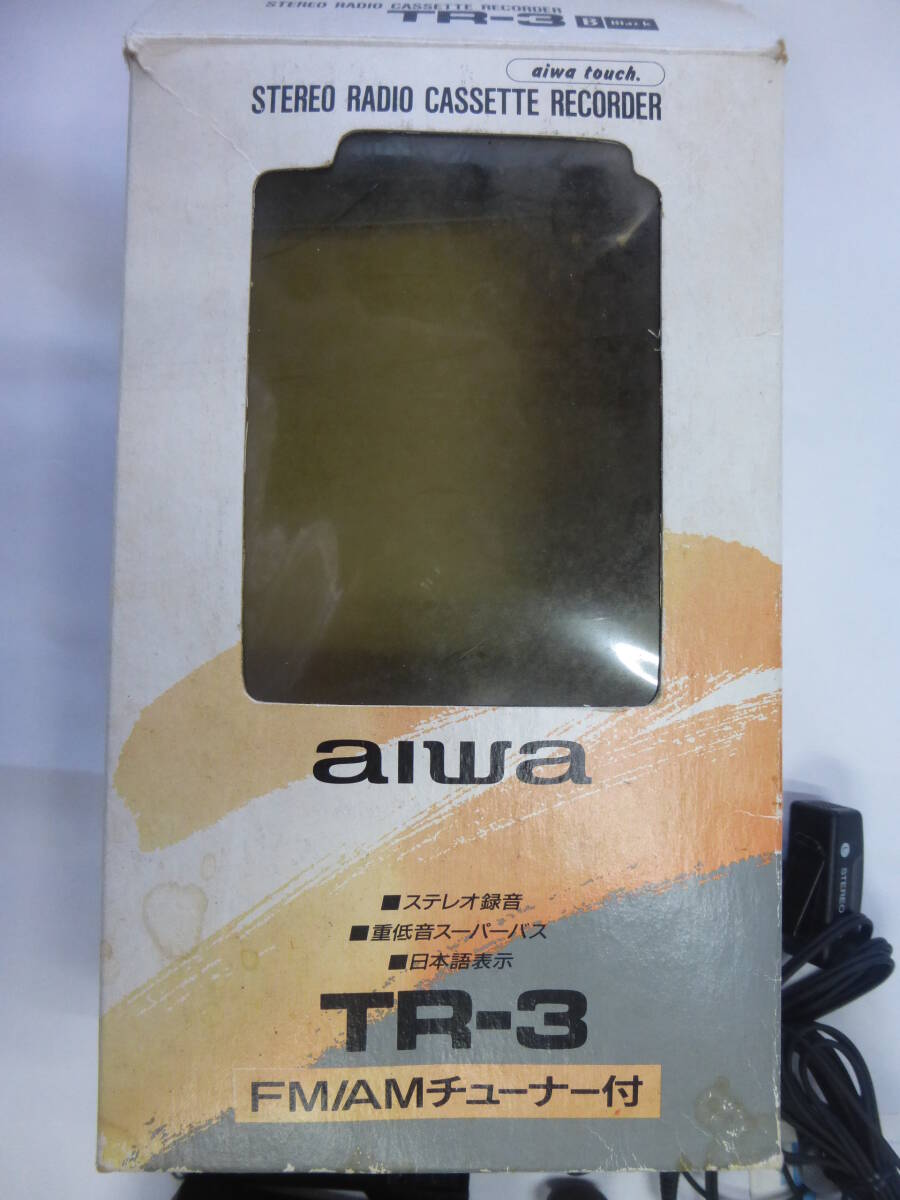 STEREO RADIO CASSETTE RECORDER
TR-3 B Black
aiwa touch.
STEREO RADIO CASSETTE RECORDER
aiwa
■ステレオ録音
■重低音スーパーバス
■日本語表示
TR-3
FM/AMチューナー付
STEREO